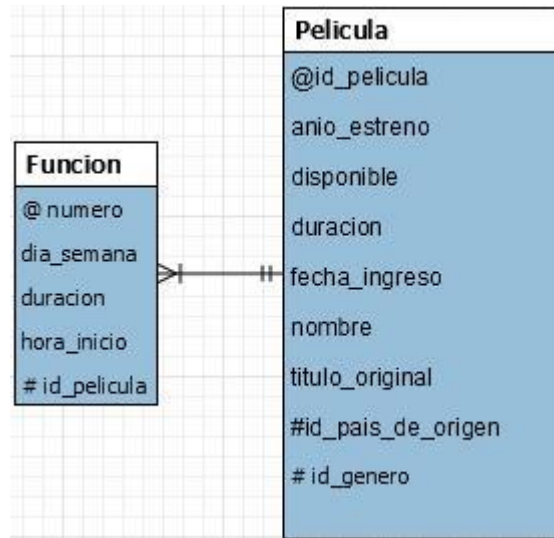 Pelicula
@id_pelicula
anio_estreno
disponible
duracion
fecha_ingreso
nombre
titulo_original
#id_pais_de_origen
# id_genero
Funcion
@ numero
dia_semana
duracion
hora_inicio
# id_pelicula